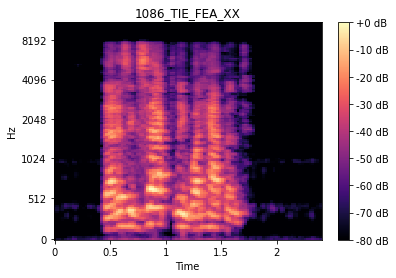 1086_TIE_FEA_XX
8192
4096
2048
1024
512
0
Hz
0
0.5
1
1.5
2
Time
+0 dB
-10 dB
-20 dB
-30 dB
-40 dB
-50 dB
-60 dB
-70 dB
-80 dB